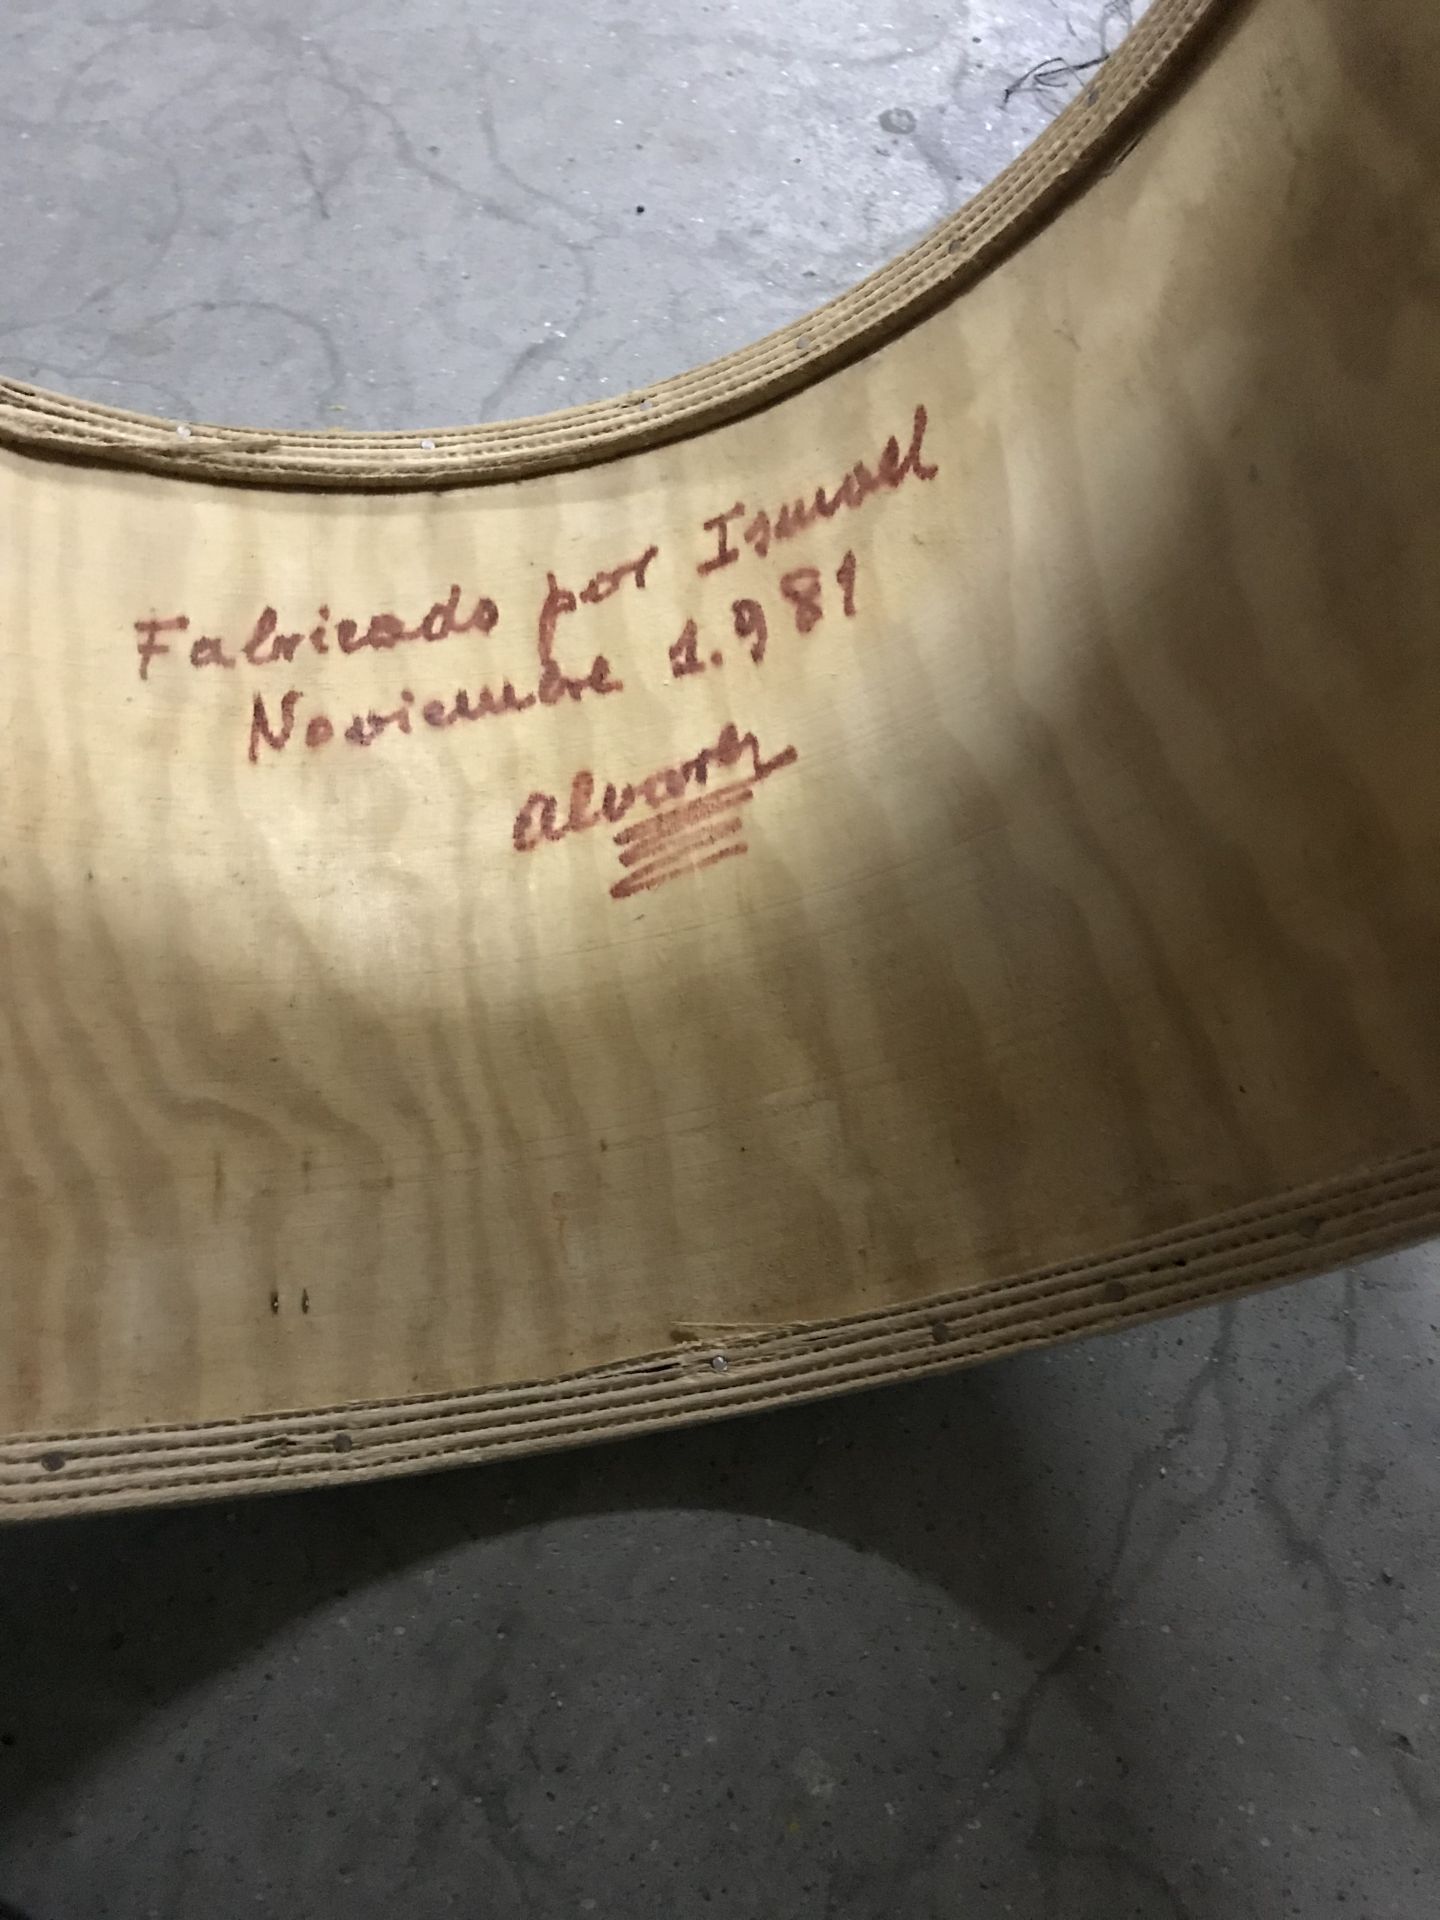 Fabricado por Ismael
Noviembre 1.981
Alvarez